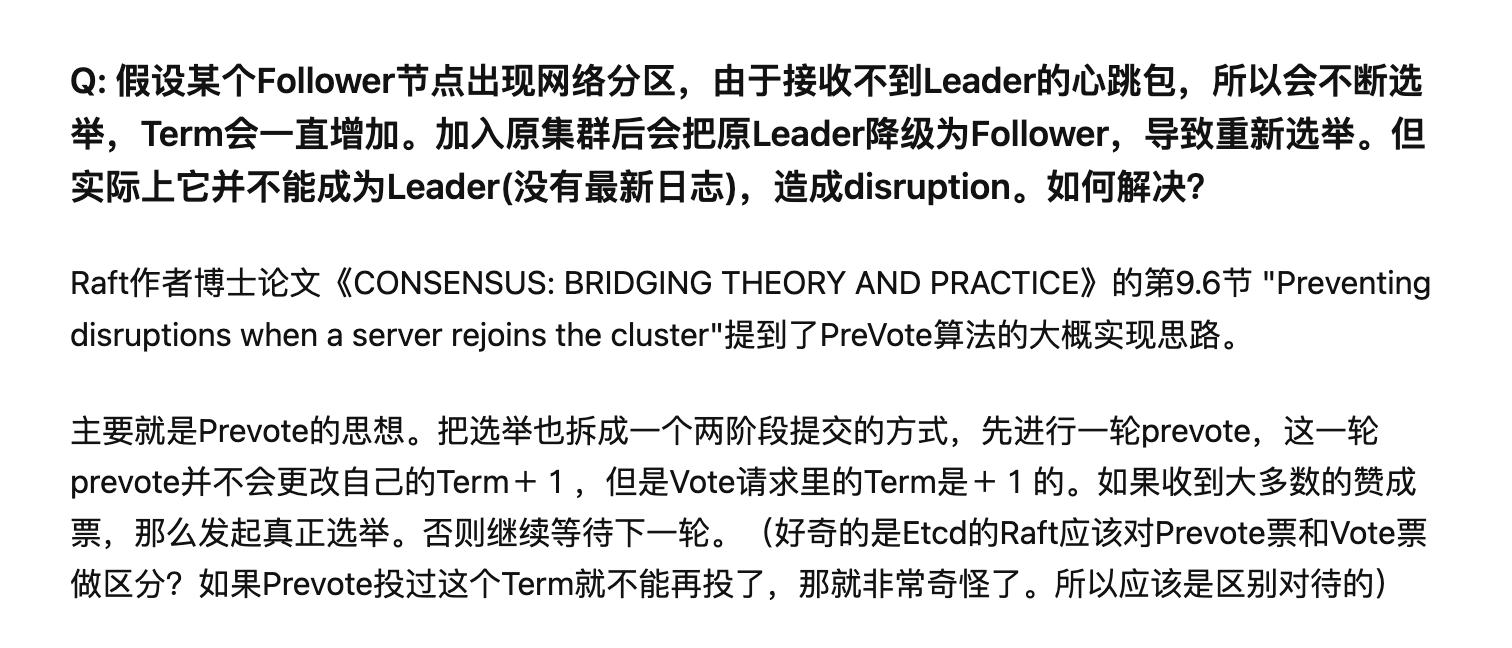 Q: 假设某个Follower节点出现网络分区，由于接收不到Leader的心跳包，所以会不断选
举，Term会一直增加。加入原集群后会把原Leader降级为Follower，导致重新选举。但
实际上它并不能成为Leader(没有最新日志)，造成disruption。如何解决?
Raft作者博士论文《CONSENSUS: BRIDGING THEORY AND PRACTICE》的第9.6节 "Preventing
disruptions when a server rejoins the cluster"提到了PreVote算法的大概实现思路。
主要就是Prevote的思想。把选举也拆成一个两阶段提交的方式，先进行一轮prevote，这一轮
prevote并不会更改自己的Term＋１，但是Vote请求里的Term是＋１的。如果收到大多数的赞成
票，那么发起真正选举。否则继续等待下一轮。（好奇的是Etcd的Raft应该对Prevote票和Vote票
做区分？如果Prevote投过这个Term就不能再投了，那就非常奇怪了。所以应该是区别对待的）